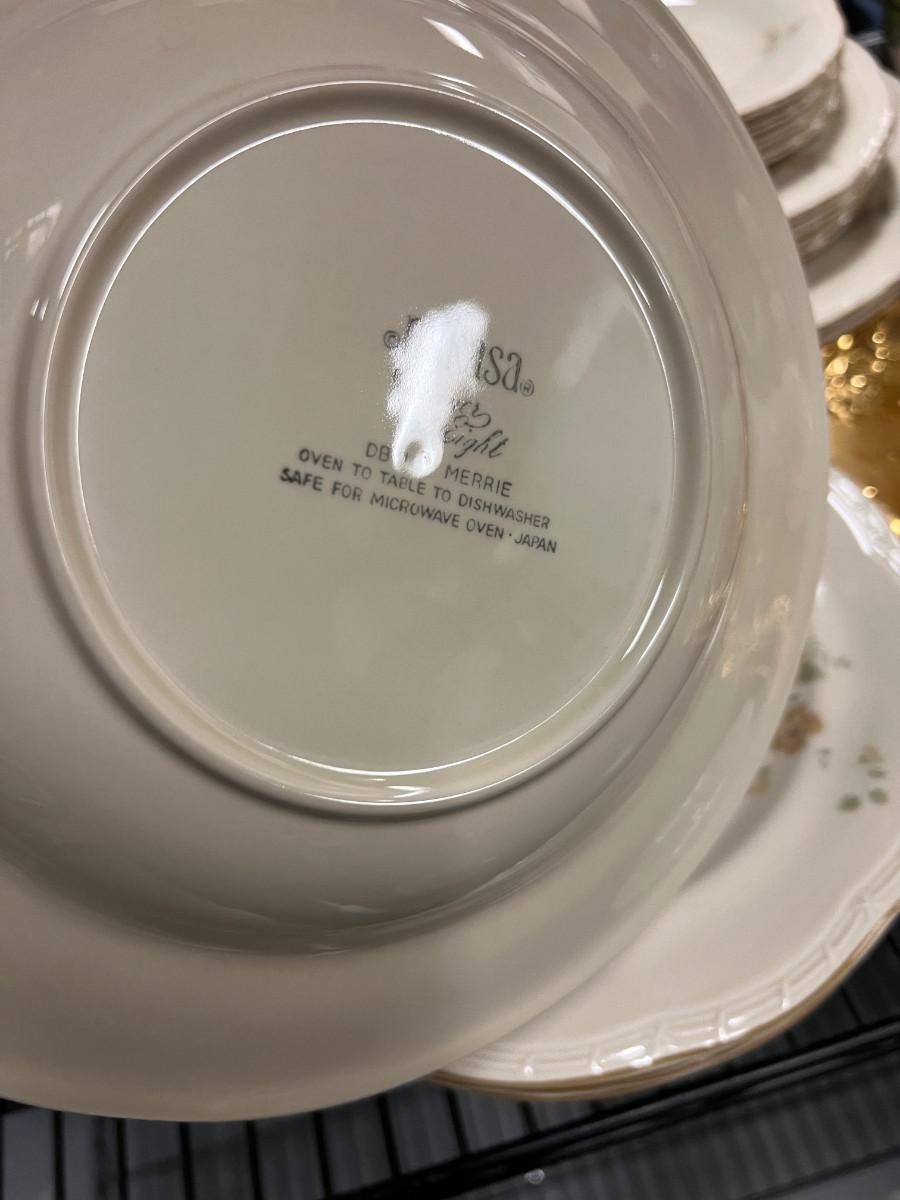 ©
®
&
Eight
MERRIE
OVEN TO TABLE TO DISHWASHER
SAFE FOR MICROWAVE OVEN · JAPAN